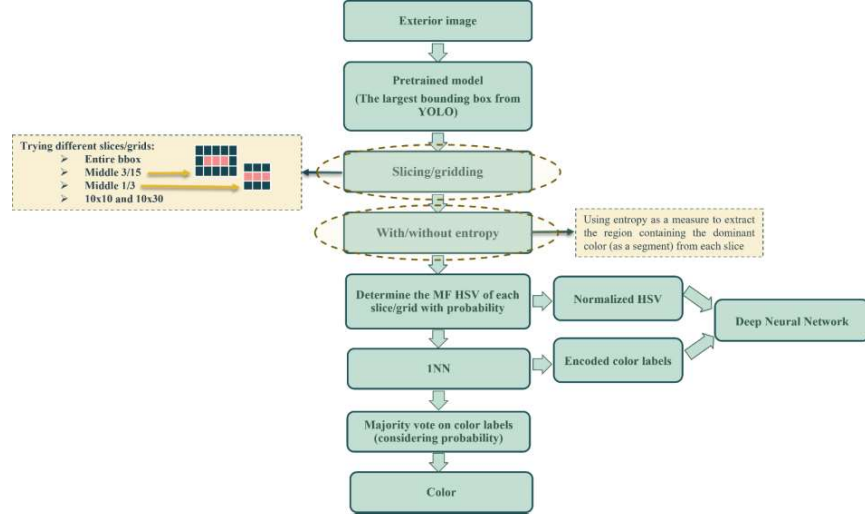 Exterior image
Pretrained model
(The largest bounding box from
YOLO)
Trying different slices/grids:
Entire bbox
Middle 3/15
Middle 1/3
10x10 and 10x30
Slicing/gridding
With/without entropy
Using entropy as a measure to extract
the region containing the dominant
color (as a segment) from each slice
Determine the MF HSV of each
slice/grid with probability
Normalized HSV
Deep Neural Network
1NN
Encoded color labels
Majority vote on color labels
(considering probability)
Color